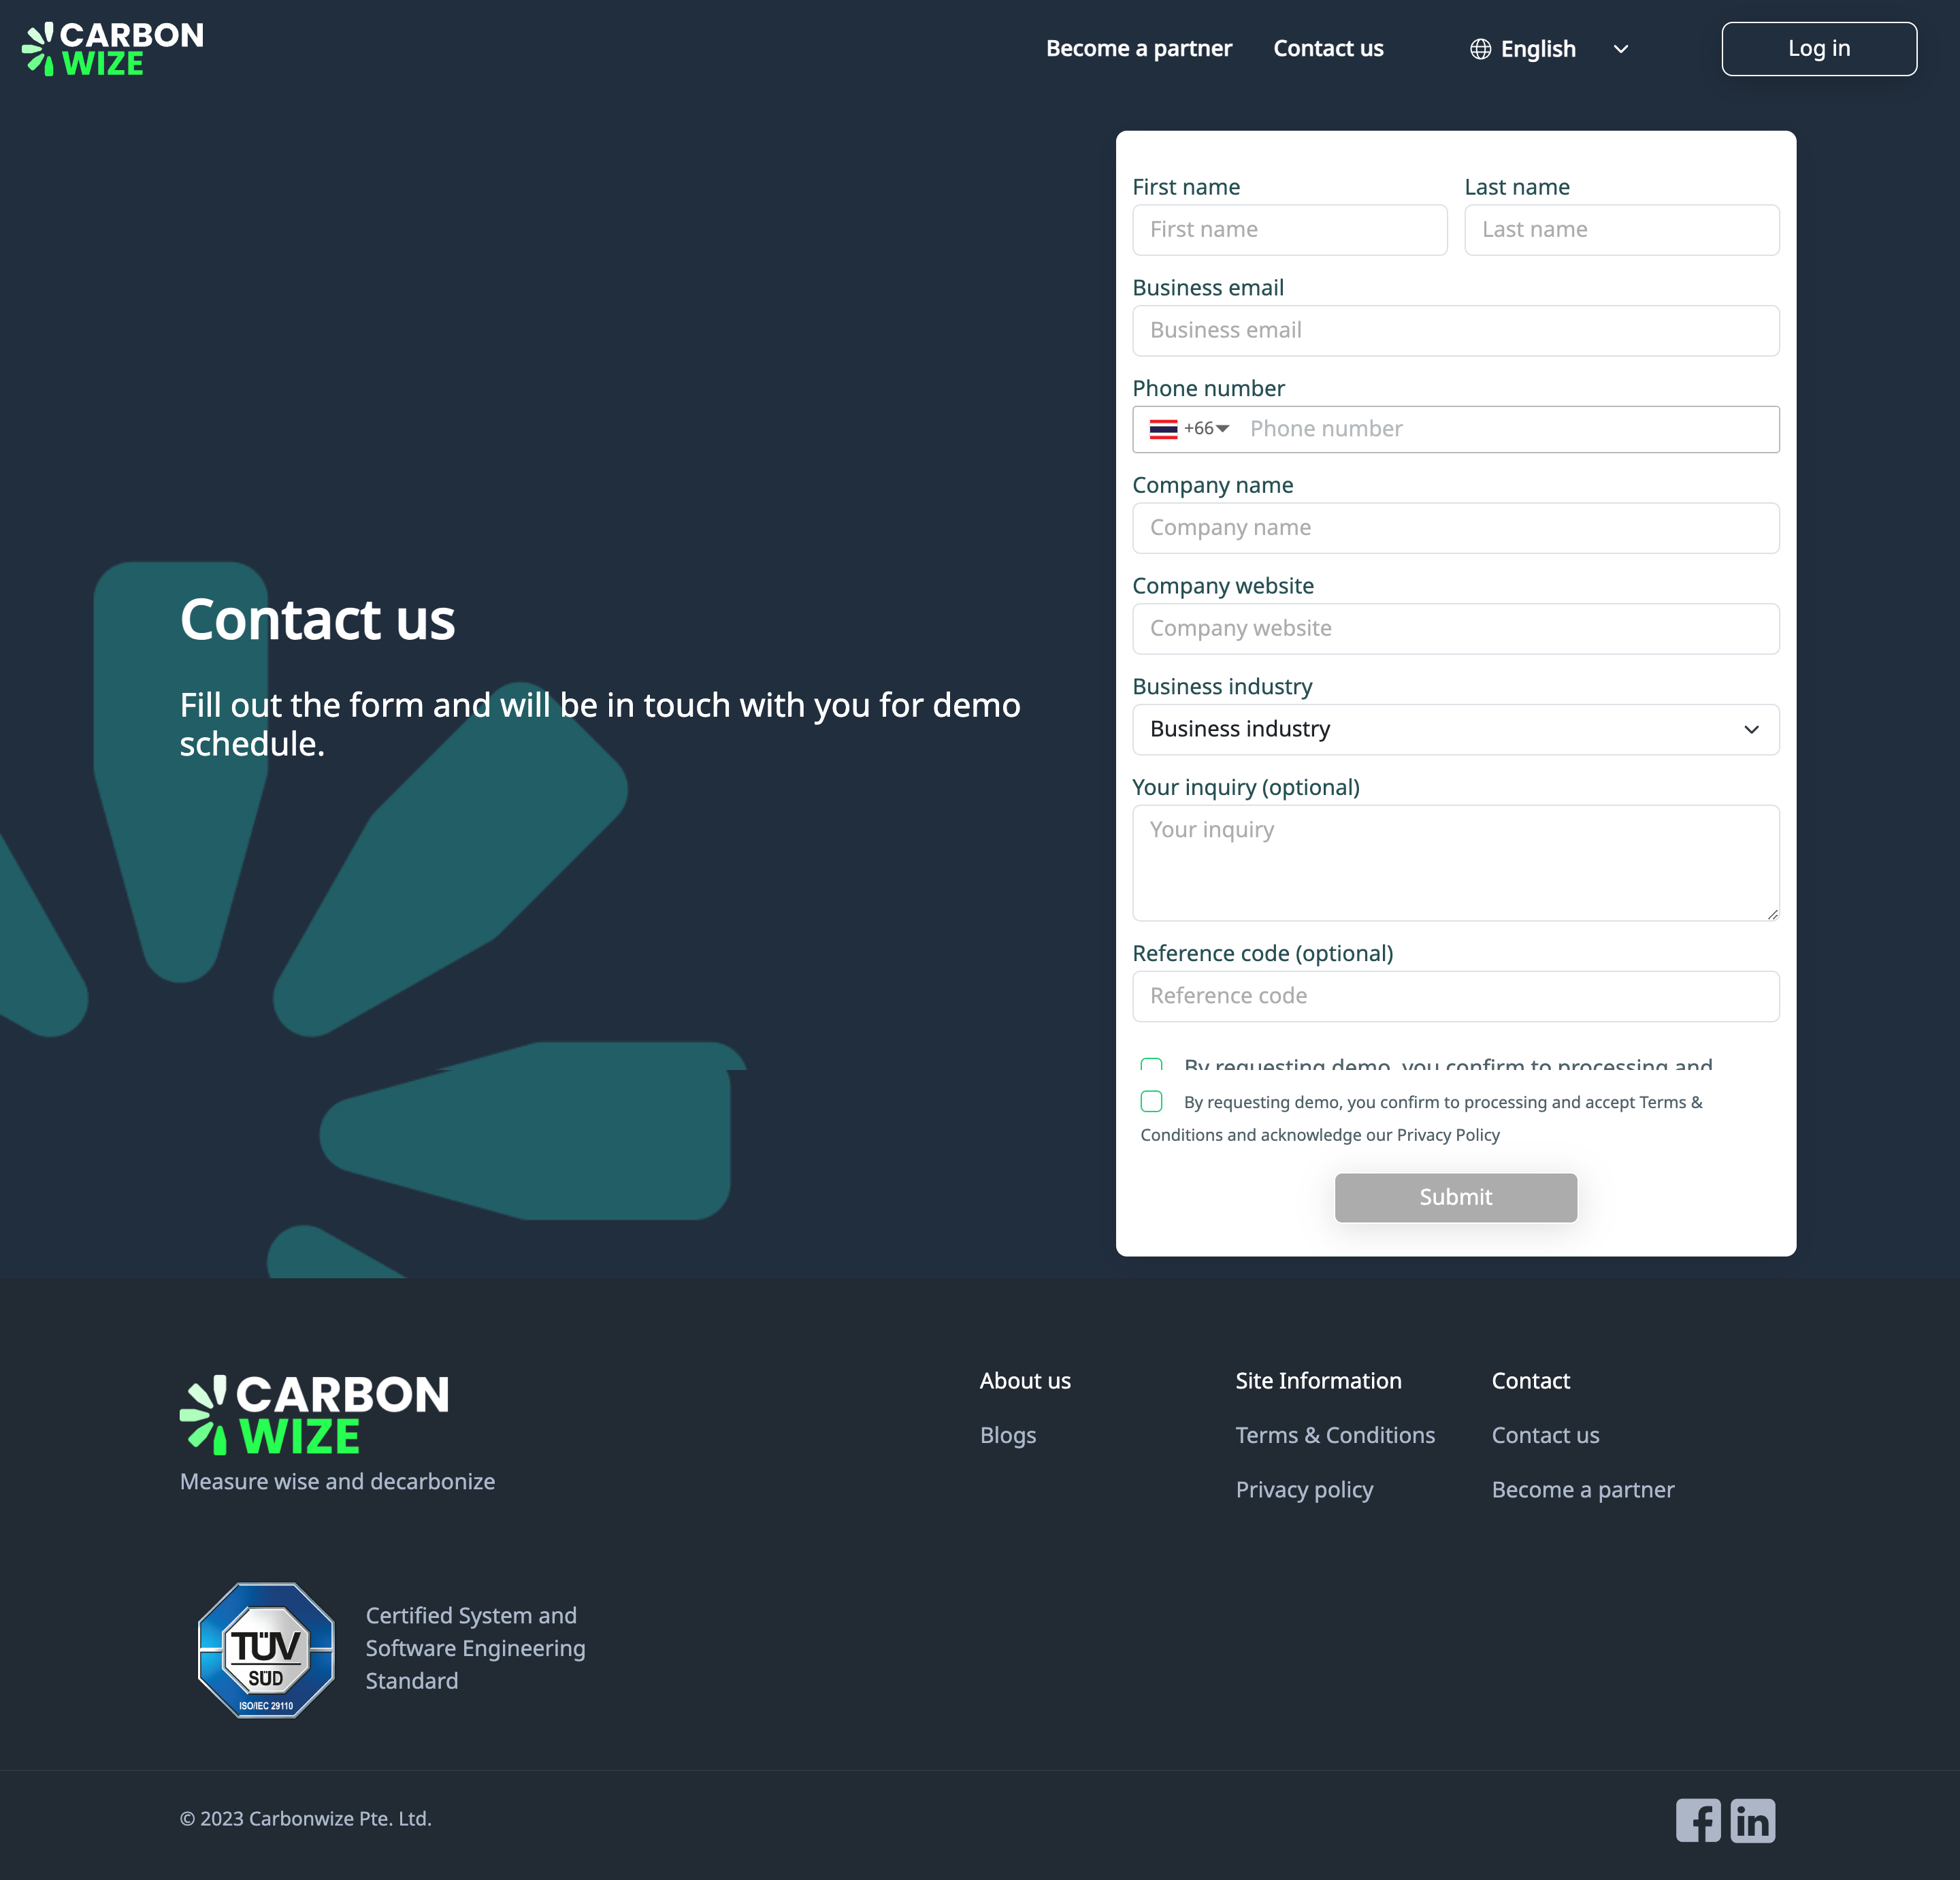 CARBON
WIZE
Become a partner
Contact us
English
Log in
Contact us
Fill out the form and will be in touch with you for demo
schedule.
First name
Last name
First name
Last name
Business email
Business email
Phone number
+66
Phone number
Company name
Company name
Company website
Company website
Business industry
Business industry
Your inquiry (optional)
Your inquiry
Reference code (optional)
Reference code
By requesting demo, you confirm to processing and
By requesting demo, you confirm to processing and accept Terms &
Conditions and acknowledge our Privacy Policy
Submit
CARBON
WIZE
Measure wise and decarbonize
About us
Blogs
Site Information
Terms & Conditions
Privacy policy
Contact
Contact us
Become a partner
TÜV
SÜD
ISO/IEC 29110
Certified System and
Software Engineering
Standard
© 2023 Carbonwize Pte. Ltd.
f
in